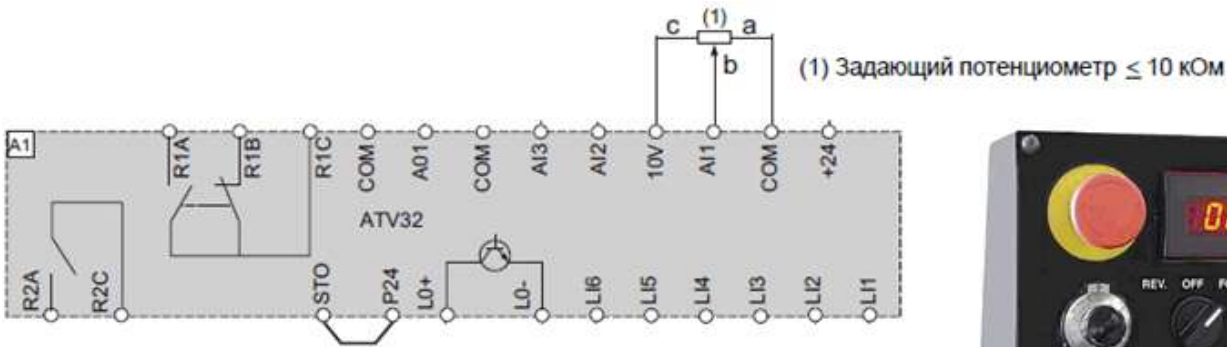 c (1) a
b
(1) Задающий потенциометр ≤ 10 кОм
A1
R1A R1B R1C COM A01 COM AI3 AI2 10V AI1 COM +24
ATV32
R2A R2C STO P24 L0+ L0- LI6 LI5 LI4 LI3 LI2 LI1
REV. OFF